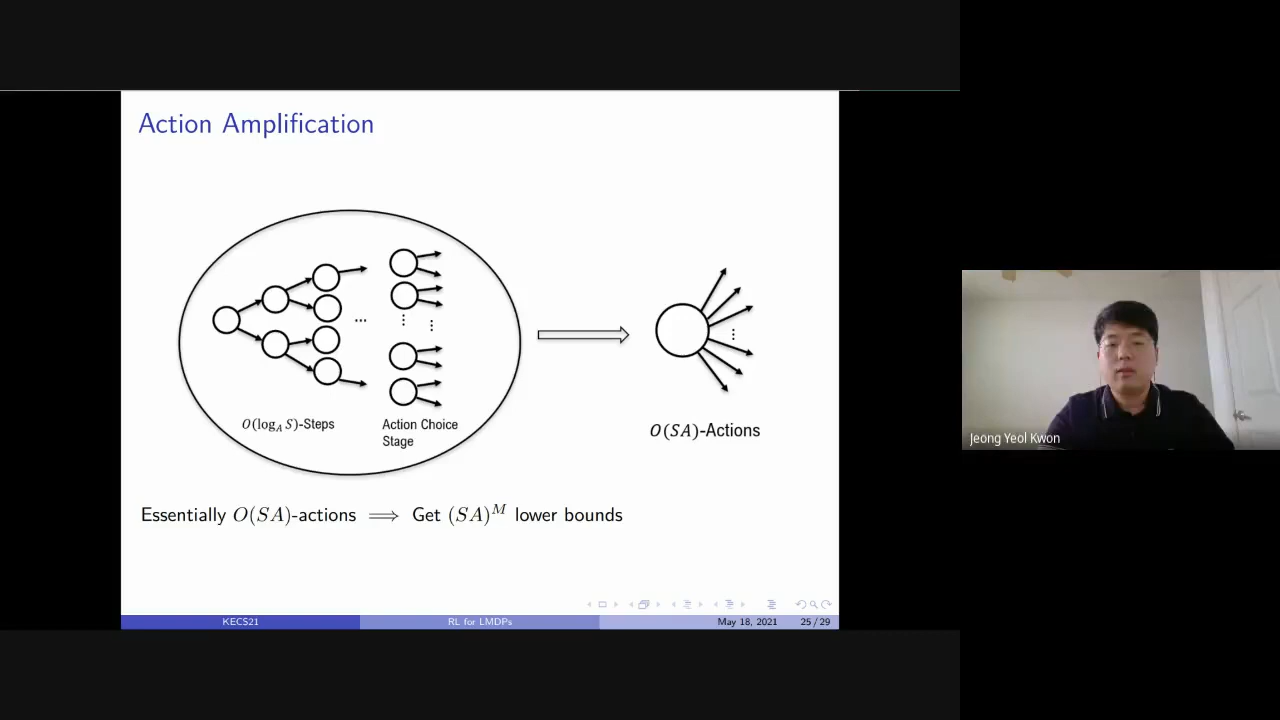 Action Amplification
...
O(log_A S)-Steps
Action Choice
Stage
O(SA)-Actions
Essentially O(SA)-actions ⟹ Get (SA)^M lower bounds
KECS21
RL for LMDPs
May 18, 2021
25 / 29
Jeong Yeol Kwon